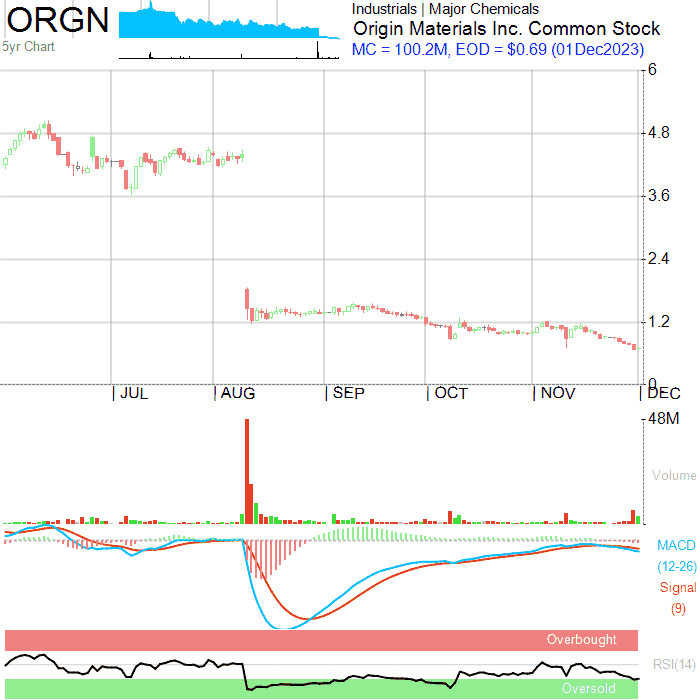 ORGN
5yr Chart
Industrials | Major Chemicals
Origin Materials Inc. Common Stock
MC = 100.2M, EOD = $0.69 (01Dec2023)
6
4.8
3.6
2.4
1.2
0
JUL AUG SEP OCT NOV DEC
48M
Volume
MACD
(12-26)
Signal
(9)
Overbought
RSI(14)
Oversold